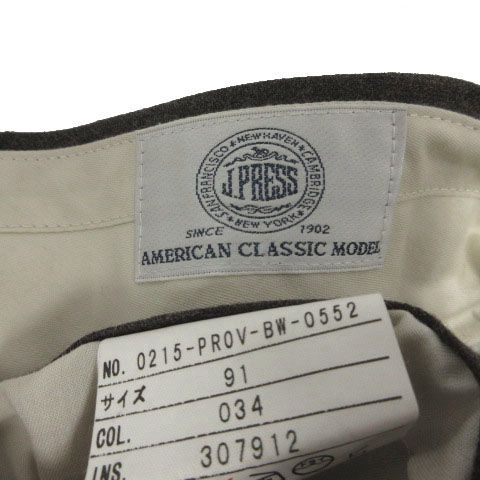 SAN FRANCISCO • NEW HAVEN • CAMBRIDGE • NEW YORK •
J.PRESS
SINCE 1902
AMERICAN CLASSIC MODEL
NO. 0215-PROV-BW-0552
サイズ 91
COL. 034
INS. 307912